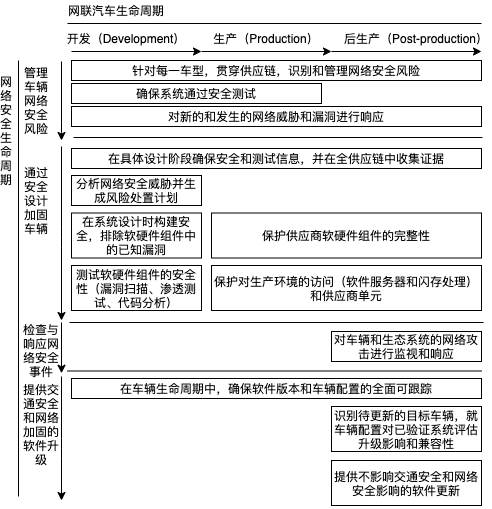 网联汽车生命周期
开发（Development）
生产（Production）
后生产（Post-production）
网络安全生命周期
管理
车辆
网络
安全
风险
针对每一车型，贯穿供应链，识别和管理网络安全风险
确保系统通过安全测试
对新的和发生的网络威胁和漏洞进行响应
通过
安全
设计
加固
车辆
在具体设计阶段确保安全和测试信息，并在全供应链中收集证据
分析网络安全威胁并生
成风险处置计划
在系统设计时构建安
全，排除软硬件组件中
的已知漏洞
保护供应商软硬件组件的完整性
测试软硬件组件的安全
性（漏洞扫描、渗透测
试、代码分析）
保护对生产环境的访问（软件服务器和闪存处理）
和供应商单元
检查与
响应网
络安全
事件
对车辆和生态系统的网络攻
击进行监视和响应
提供交
通安全
和网络
加固的
软件升
级
在车辆生命周期中，确保软件版本和车辆配置的全面可跟踪
识别待更新的目标车辆，就
车辆配置对已验证系统评估
升级影响和兼容性
提供不影响交通安全和网络
安全影响的软件更新